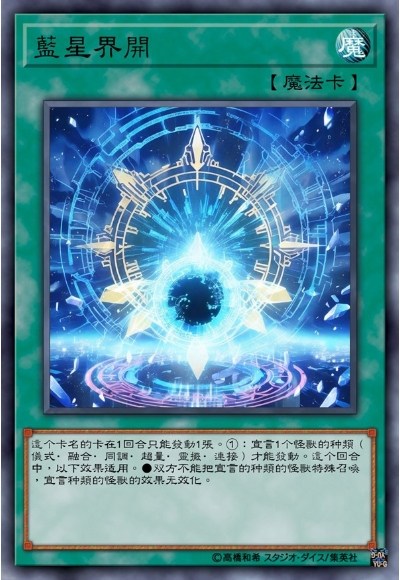 藍星界開
魔
【魔法卡】
這个卡名的卡在1回合只能發動1張。①：宣言1个怪獸的种類（
儀式·融合·同調·超量·靈擺·連接）才能發動。這个回合
中，以下效果适用。●双方不能把宣言的种類的怪獸特殊召喚
，宣言种類的怪獸的效果无效化。
©高橋和希 スタジオ·ダイス/集英社